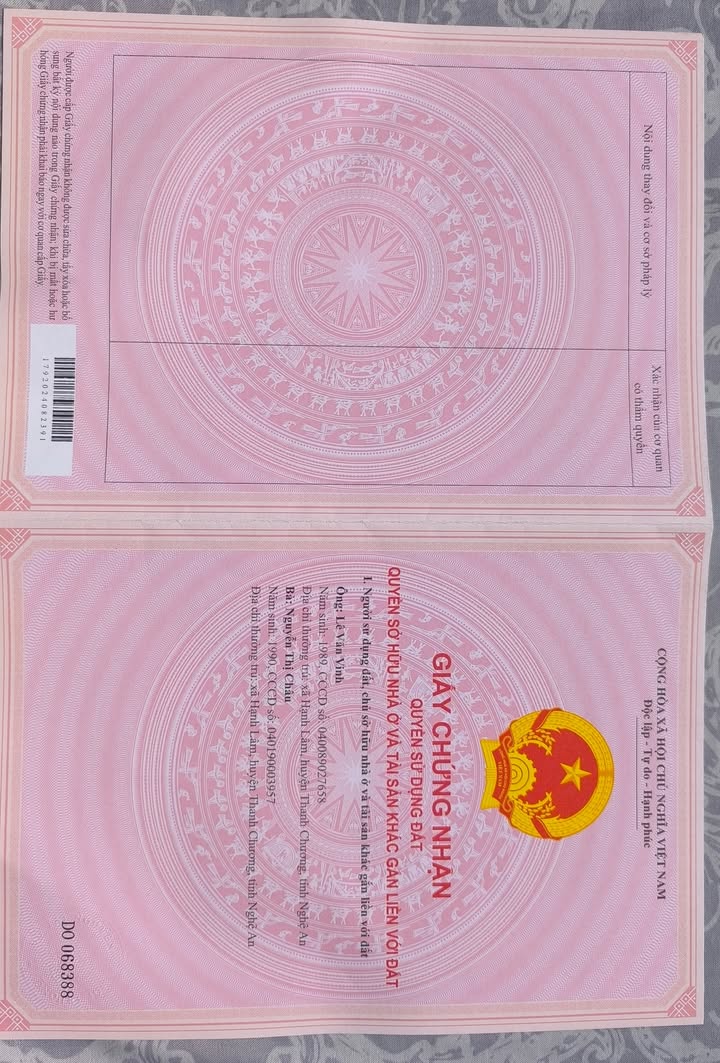 CỘNG HÒA XÃ HỘI CHỦ NGHĨA VIỆT NAM
Độc lập - Tự do - Hạnh phúc
GIẤY CHỨNG NHẬN
QUYỀN SỬ DỤNG ĐẤT
QUYỀN SỞ HỮU NHÀ Ở VÀ TÀI SẢN KHÁC GẮN LIỀN VỚI ĐẤT
I. Người sử dụng đất, chủ sở hữu nhà ở và tài sản khác gắn liền với đất
Ông: Lê Văn Vinh
Năm sinh: 1989, CCCD số: 040089027658
Địa chỉ thường trú: xã Hạnh Lâm, huyện Thanh Chương, tỉnh Nghệ An
Bà: Nguyễn Thị Châu
Năm sinh: 1990, CCCD số: 040190003957
Địa chỉ thường trú: xã Hạnh Lâm, huyện Thanh Chương, tỉnh Nghệ An
DO 068388
Nội dung thay đổi và cơ sở pháp lý
Xác nhận của cơ quan
có thẩm quyền
Người được cấp Giấy chứng nhận không được sửa chữa, tẩy xóa hoặc bổ
sung bất kỳ nội dung nào trong Giấy chứng nhận; khi bị mất hoặc hư
hỏng Giấy chứng nhận phải khai báo ngay với cơ quan cấp Giấy.
1792024082391